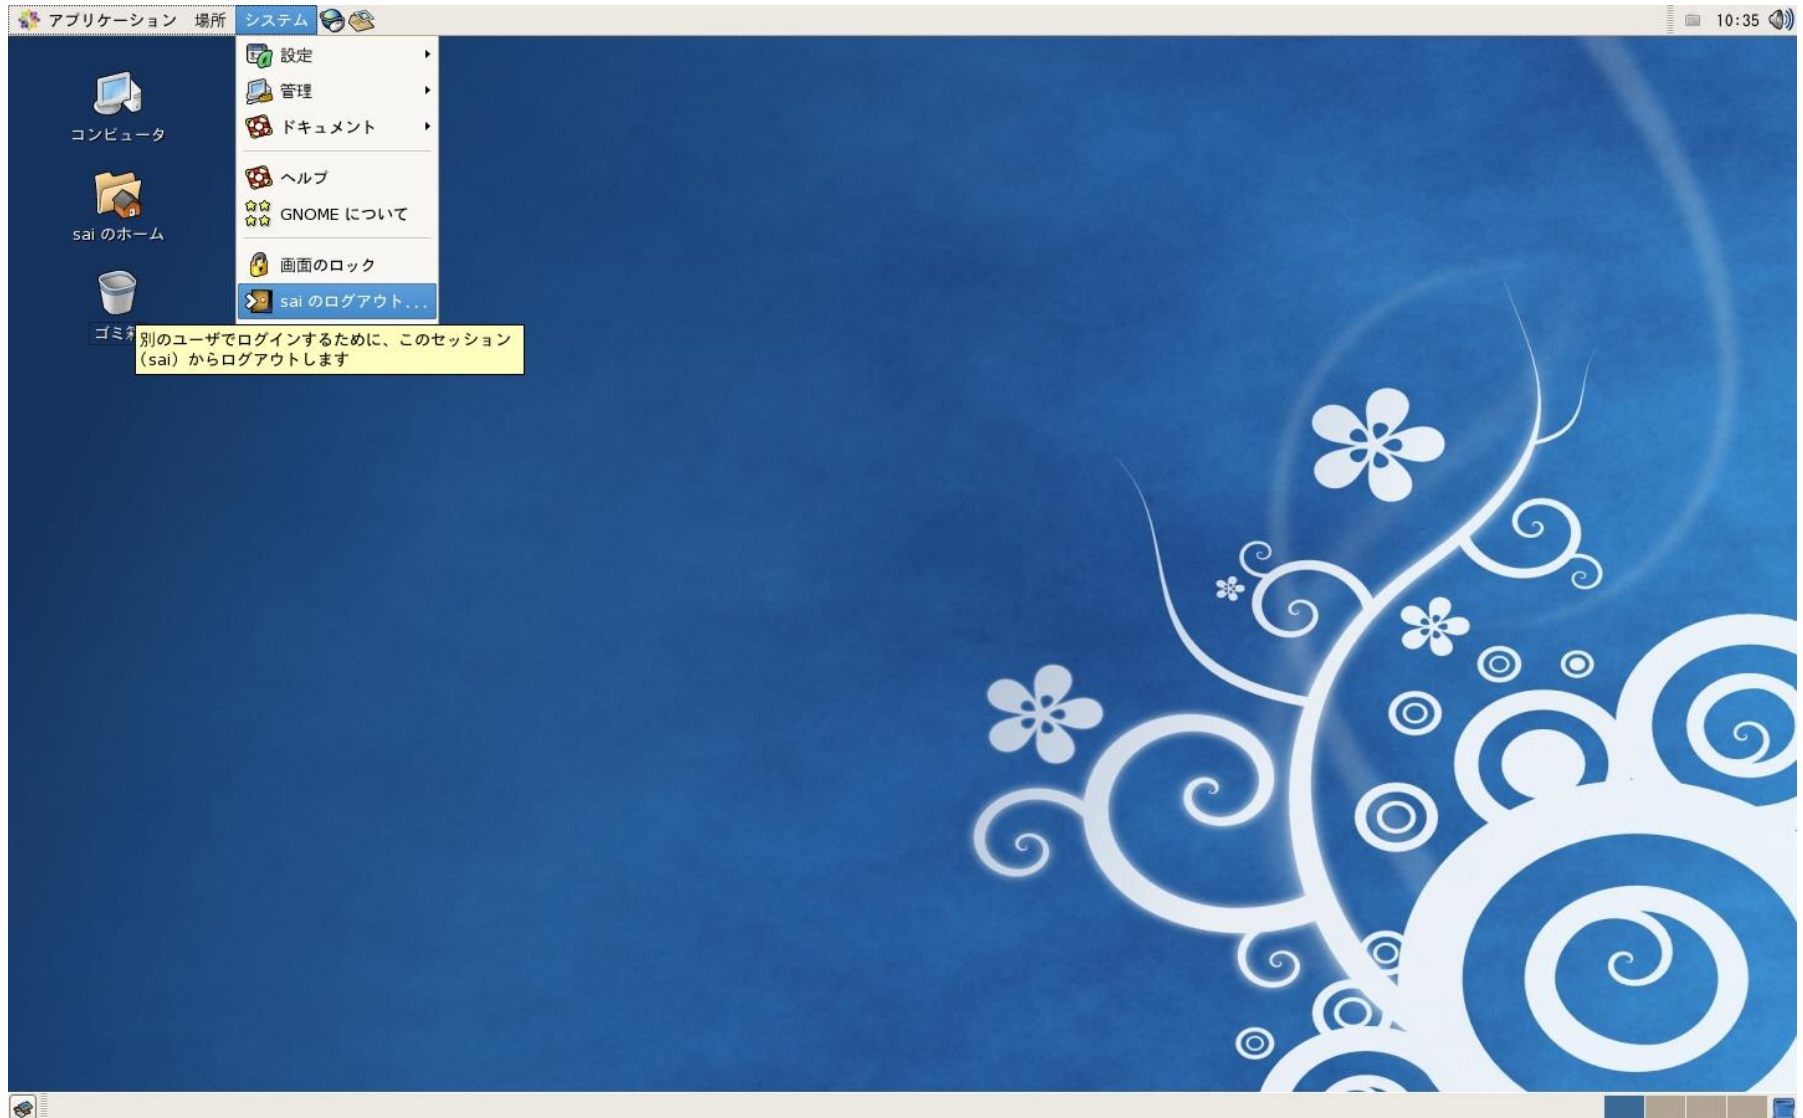 アプリケーション 場所 システム
10:35
コンピュータ
sai のホーム
ゴミ
設定
管理
ドキュメント
ヘルプ
GNOME について
画面のロック
sai のログアウト...
別のユーザでログインするために、このセッション
（sai）からログアウトします